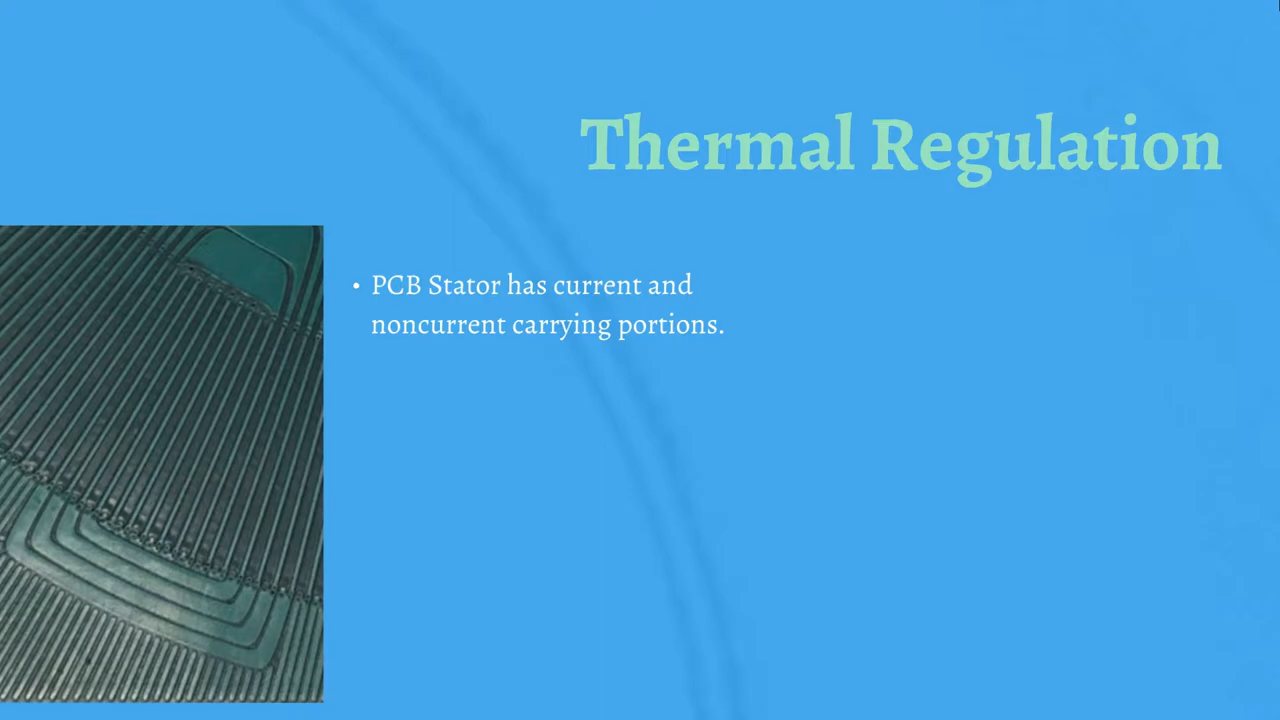 Thermal Regulation
• PCB Stator has current and
noncurrent carrying portions.